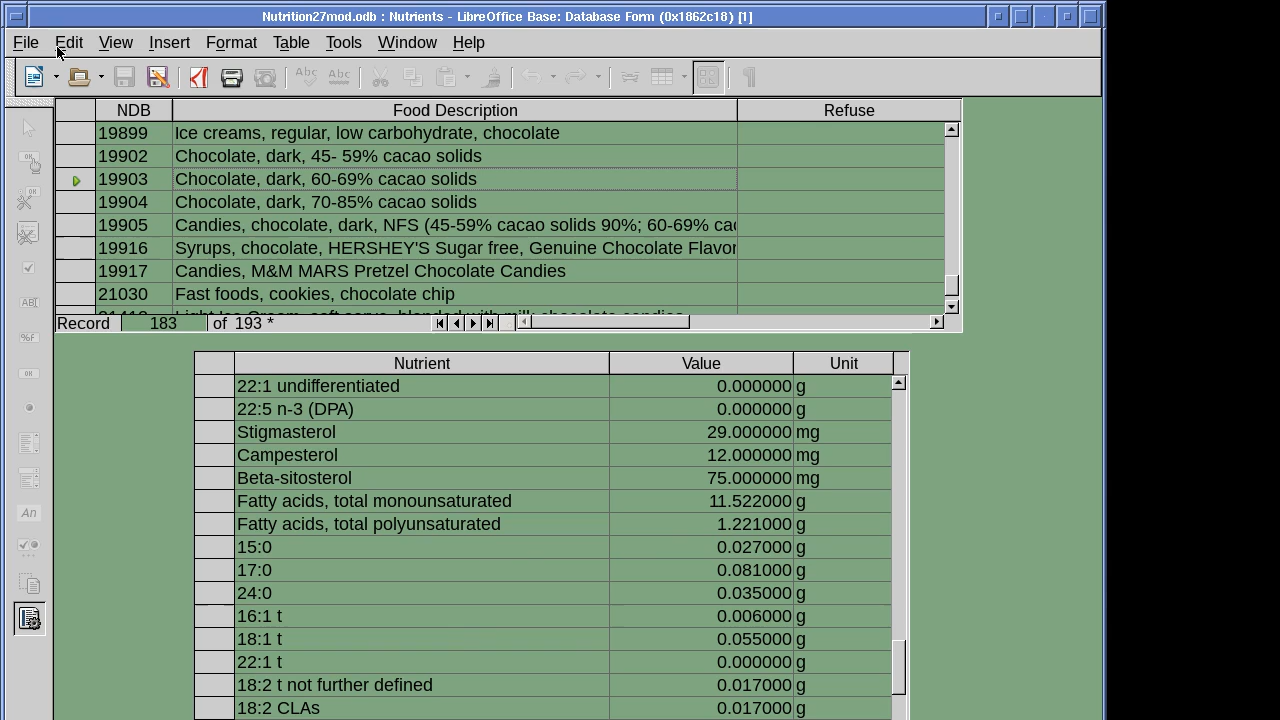 Nutrition27mod.odb : Nutrients - LibreOffice Base: Database Form (0x1862c18) [1]
File Edit View Insert Format Table Tools Window Help
NDB Food Description Refuse
19899 Ice creams, regular, low carbohydrate, chocolate
19902 Chocolate, dark, 45- 59% cacao solids
19903 Chocolate, dark, 60-69% cacao solids
19904 Chocolate, dark, 70-85% cacao solids
19905 Candies, chocolate, dark, NFS (45-59% cacao solids 90%; 60-69% cac
19916 Syrups, chocolate, HERSHEY'S Sugar free, Genuine Chocolate Flavor
19917 Candies, M&M MARS Pretzel Chocolate Candies
21030 Fast foods, cookies, chocolate chip
Record 183 of 193 *
Nutrient Value Unit
22:1 undifferentiated 0.000000 g
22:5 n-3 (DPA) 0.000000 g
Stigmasterol 29.000000 mg
Campesterol 12.000000 mg
Beta-sitosterol 75.000000 mg
Fatty acids, total monounsaturated 11.522000 g
Fatty acids, total polyunsaturated 1.221000 g
15:0 0.027000 g
17:0 0.081000 g
24:0 0.035000 g
16:1 t 0.006000 g
18:1 t 0.055000 g
22:1 t 0.000000 g
18:2 t not further defined 0.017000 g
18:2 CLAs 0.017000 g